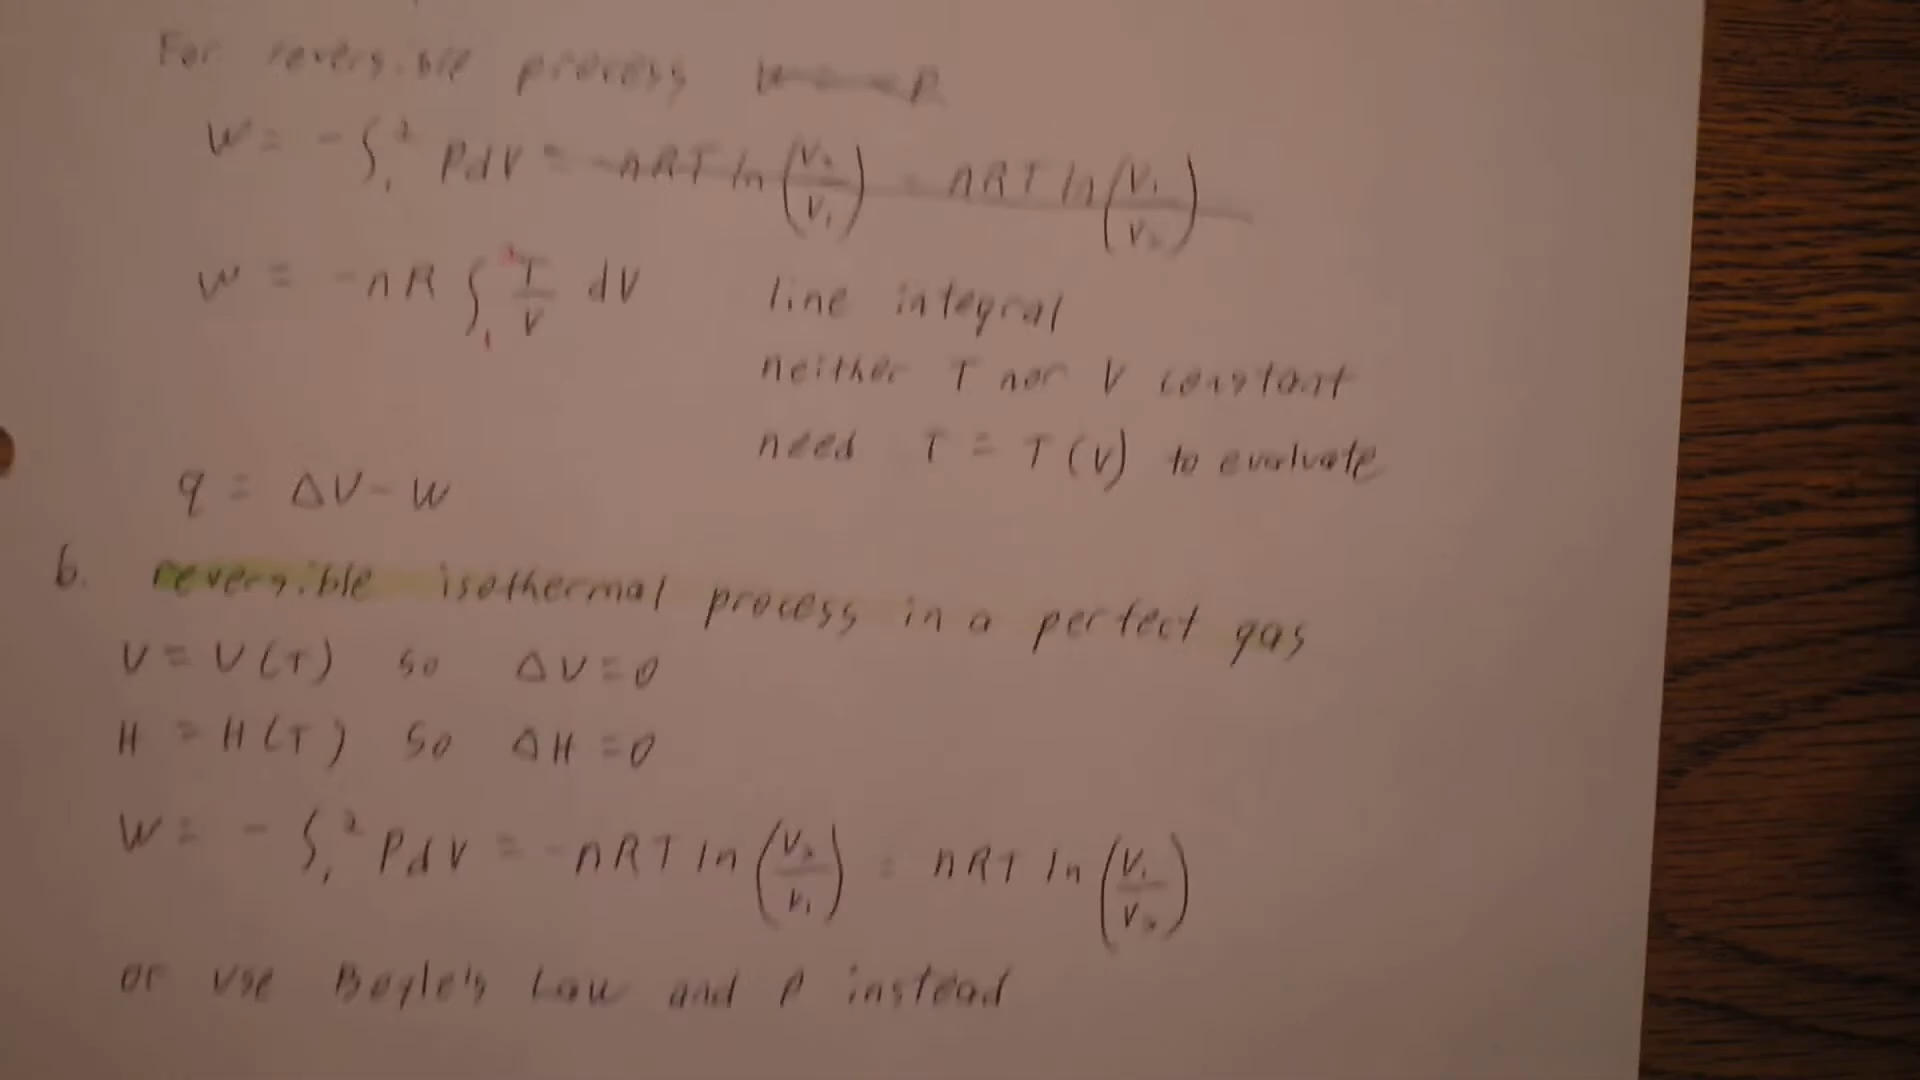 For reversible process
W = - ∫₁² PdV = -nRT ln (V₂/V₁) = nRT ln (V₁/V₂)
W = -nR ∫₁² T/V dV line integral
neither T nor V constant
need T = T(V) to evaluate
q = ΔU - W
b. reversible isothermal process in a perfect gas
U = U(T) so ΔU = 0
H = H(T) so ΔH = 0
W = - ∫₁² PdV = -nRT ln (V₂/V₁) = nRT ln (V₁/V₂)
or use Boyle's Law and P instead